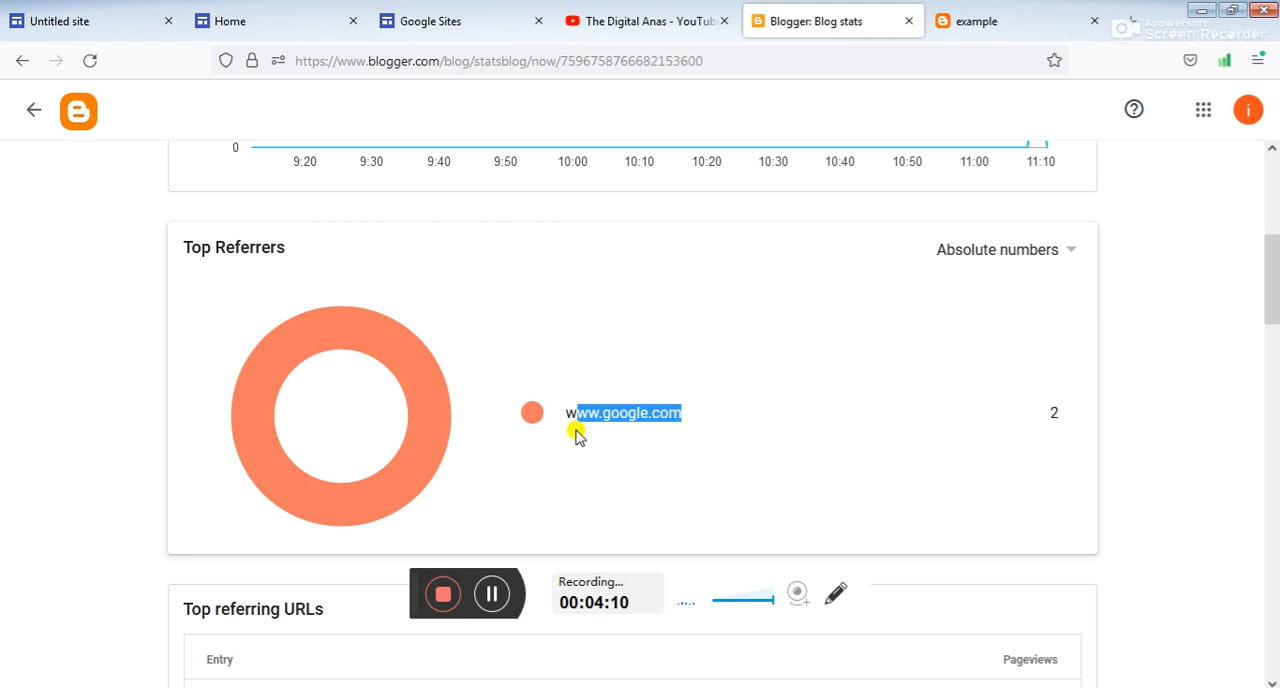 Untitled site
Home
Google Sites
The Digital Anas - YouTub
Blogger: Blog stats
example
Apowersoft
Screen Recorder
https://www.blogger.com/blog/statsblog/now/7596758766682153600
i
0
9:20 9:30 9:40 9:50 10:00 10:10 10:20 10:30 10:40 10:50 11:00 11:10
Top Referrers
Absolute numbers
www.google.com 2
Recording...
00:04:10
Top referring URLs
Entry Pageviews